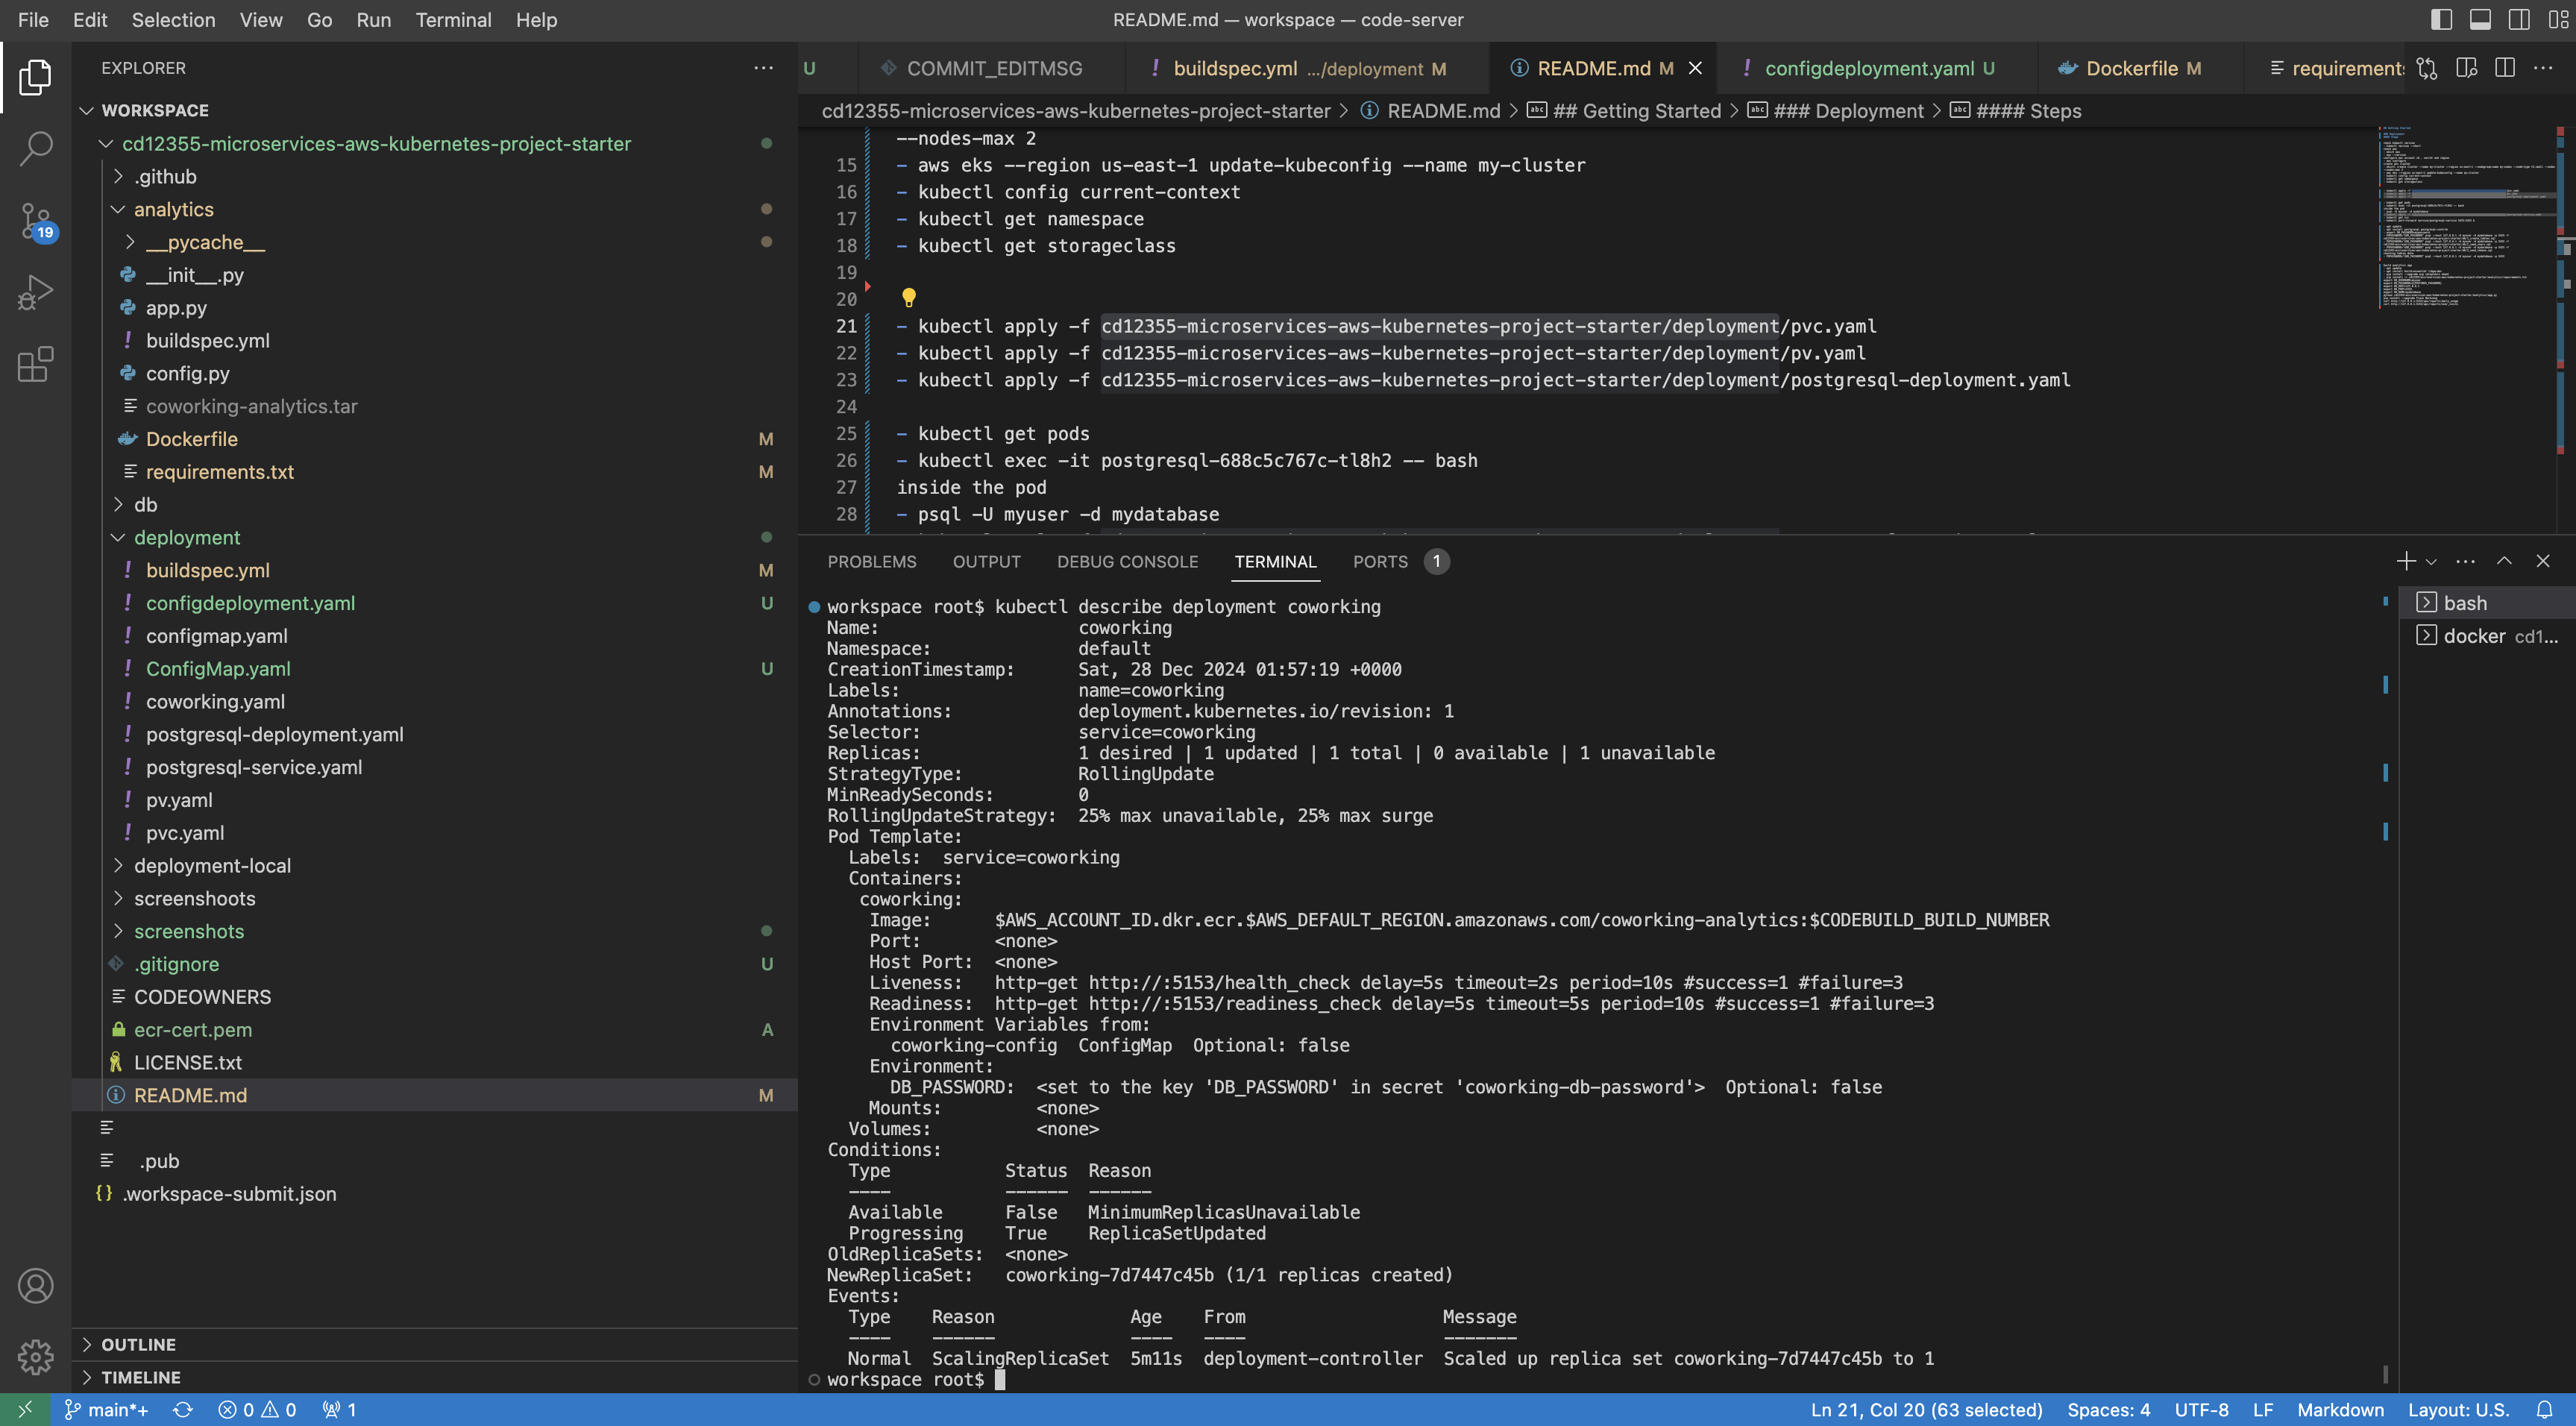 File Edit Selection View Go Run Terminal Help
README.md — workspace — code-server
EXPLORER
WORKSPACE
cd12355-microservices-aws-kubernetes-project-starter
.github
analytics
__pycache__
__init__.py
app.py
buildspec.yml
config.py
coworking-analytics.tar
Dockerfile M
requirements.txt M
db
deployment
buildspec.yml M
configdeployment.yaml U
configmap.yaml
ConfigMap.yaml U
coworking.yaml
postgresql-deployment.yaml
postgresql-service.yaml
pv.yaml
pvc.yaml
deployment-local
screenshoots
screenshots
.gitignore U
CODEOWNERS
ecr-cert.pem A
LICENSE.txt
README.md M
.pub
.workspace-submit.json
OUTLINE
TIMELINE
19
U COMMIT_EDITMSG buildspec.yml .../deployment M README.md M configdeployment.yaml U Dockerfile M requirement
cd12355-microservices-aws-kubernetes-project-starter > README.md > ## Getting Started > ### Deployment > #### Steps
--nodes-max 2
15 - aws eks --region us-east-1 update-kubeconfig --name my-cluster
16 - kubectl config current-context
17 - kubectl get namespace
18 - kubectl get storageclass
19
20
21 - kubectl apply -f cd12355-microservices-aws-kubernetes-project-starter/deployment/pvc.yaml
22 - kubectl apply -f cd12355-microservices-aws-kubernetes-project-starter/deployment/pv.yaml
23 - kubectl apply -f cd12355-microservices-aws-kubernetes-project-starter/deployment/postgresql-deployment.yaml
24
25 - kubectl get pods
26 - kubectl exec -it postgresql-688c5c767c-tl8h2 -- bash
27 inside the pod
28 - psql -U myuser -d mydatabase
PROBLEMS OUTPUT DEBUG CONSOLE TERMINAL PORTS 1
bash
docker cd1...
workspace root$ kubectl describe deployment coworking
Name: coworking
Namespace: default
CreationTimestamp: Sat, 28 Dec 2024 01:57:19 +0000
Labels: name=coworking
Annotations: deployment.kubernetes.io/revision: 1
Selector: service=coworking
Replicas: 1 desired | 1 updated | 1 total | 0 available | 1 unavailable
StrategyType: RollingUpdate
MinReadySeconds: 0
RollingUpdateStrategy: 25% max unavailable, 25% max surge
Pod Template:
Labels: service=coworking
Containers:
coworking:
Image: $AWS_ACCOUNT_ID.dkr.ecr.$AWS_DEFAULT_REGION.amazonaws.com/coworking-analytics:$CODEBUILD_BUILD_NUMBER
Port: <none>
Host Port: <none>
Liveness: http-get http://:5153/health_check delay=5s timeout=2s period=10s #success=1 #failure=3
Readiness: http-get http://:5153/readiness_check delay=5s timeout=5s period=10s #success=1 #failure=3
Environment Variables from:
coworking-config ConfigMap Optional: false
Environment:
DB_PASSWORD: <set to the key 'DB_PASSWORD' in secret 'coworking-db-password'> Optional: false
Mounts: <none>
Volumes: <none>
Conditions:
Type Status Reason
---- ------ ------
Available False MinimumReplicasUnavailable
Progressing True ReplicaSetUpdated
OldReplicaSets: <none>
NewReplicaSet: coworking-7d7447c45b (1/1 replicas created)
Events:
Type Reason Age From Message
---- ------ ---- ---- -------
Normal ScalingReplicaSet 5m11s deployment-controller Scaled up replica set coworking-7d7447c45b to 1
workspace root$
main*+ 0 0 1 Ln 21, Col 20 (63 selected) Spaces: 4 UTF-8 LF Markdown Layout: U.S.